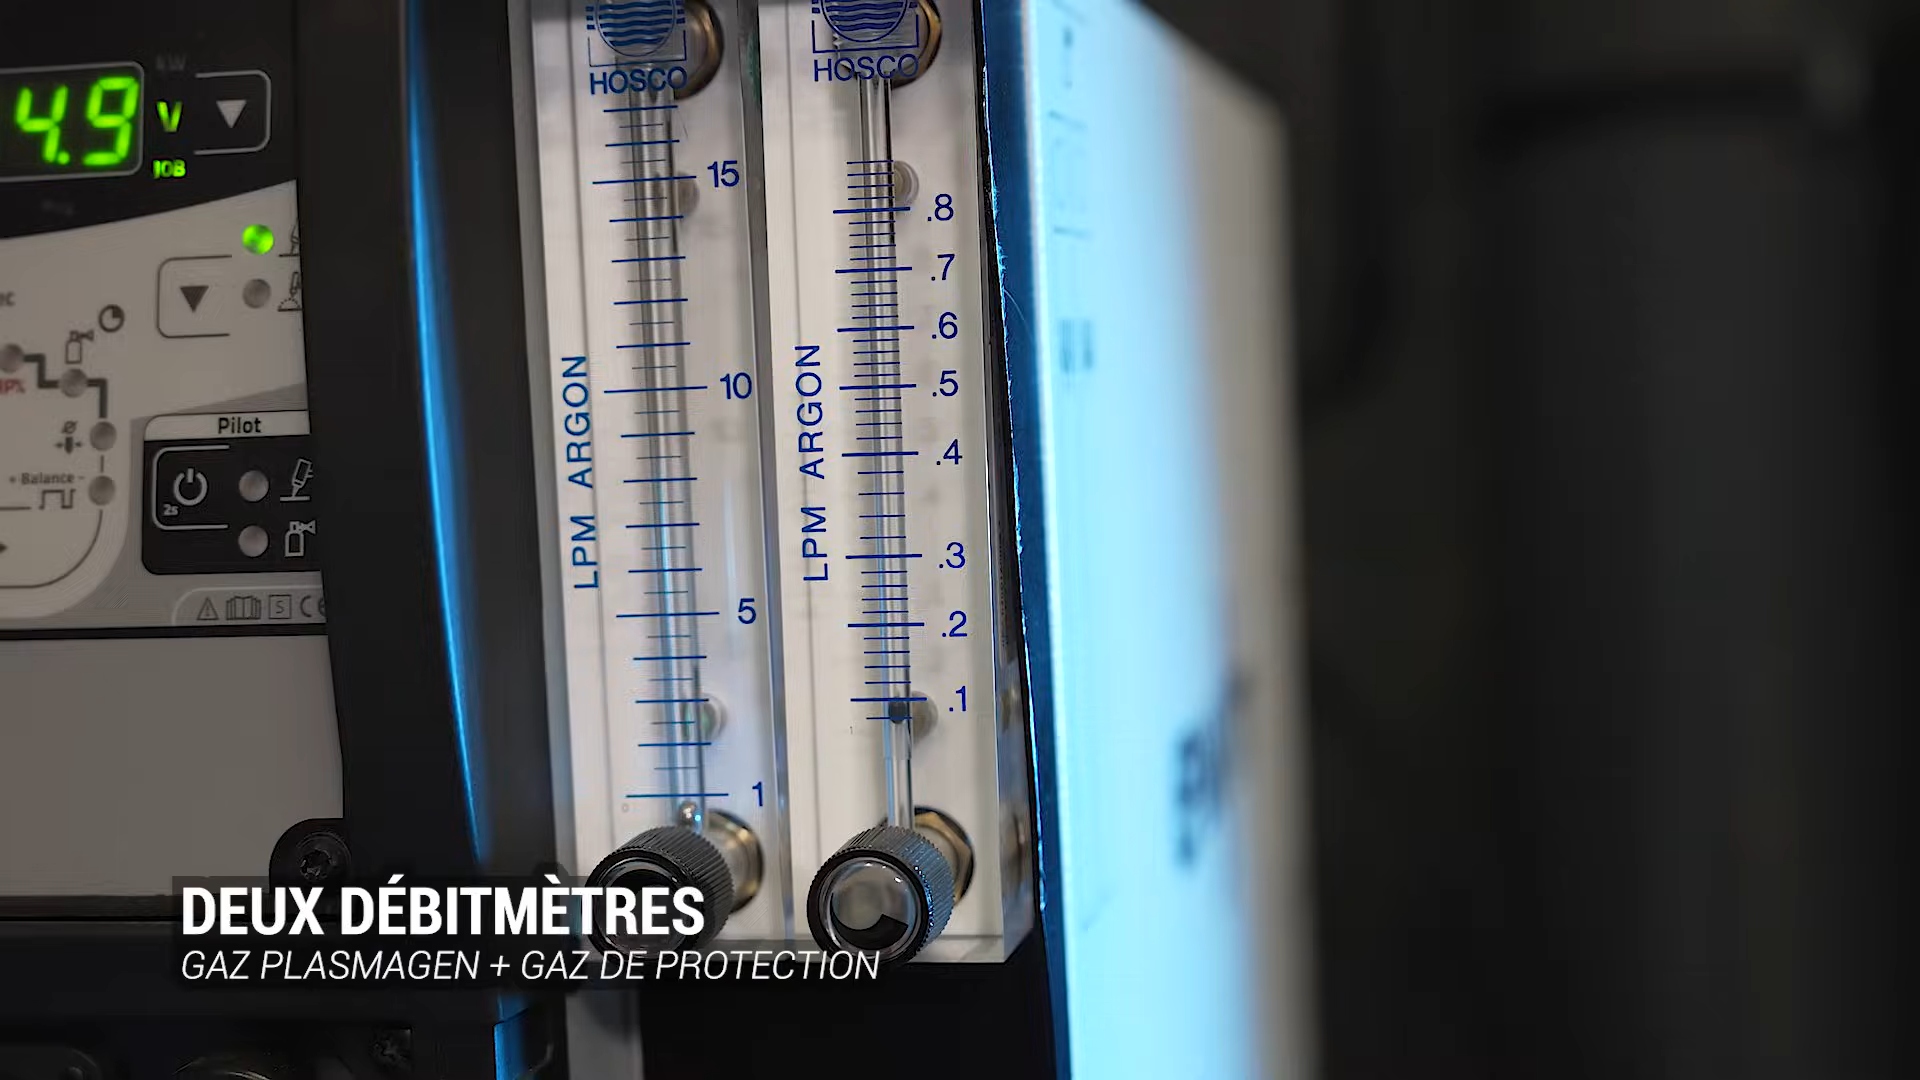 4.9
V
JOB
Pilot
2s
+ Balance -
HOSCO
15
10
5
1
LPM ARGON
HOSCO
.8
.7
.6
.5
.4
.3
.2
.1
LPM ARGON
DEUX DÉBITMÈTRES
GAZ PLASMAGEN + GAZ DE PROTECTION